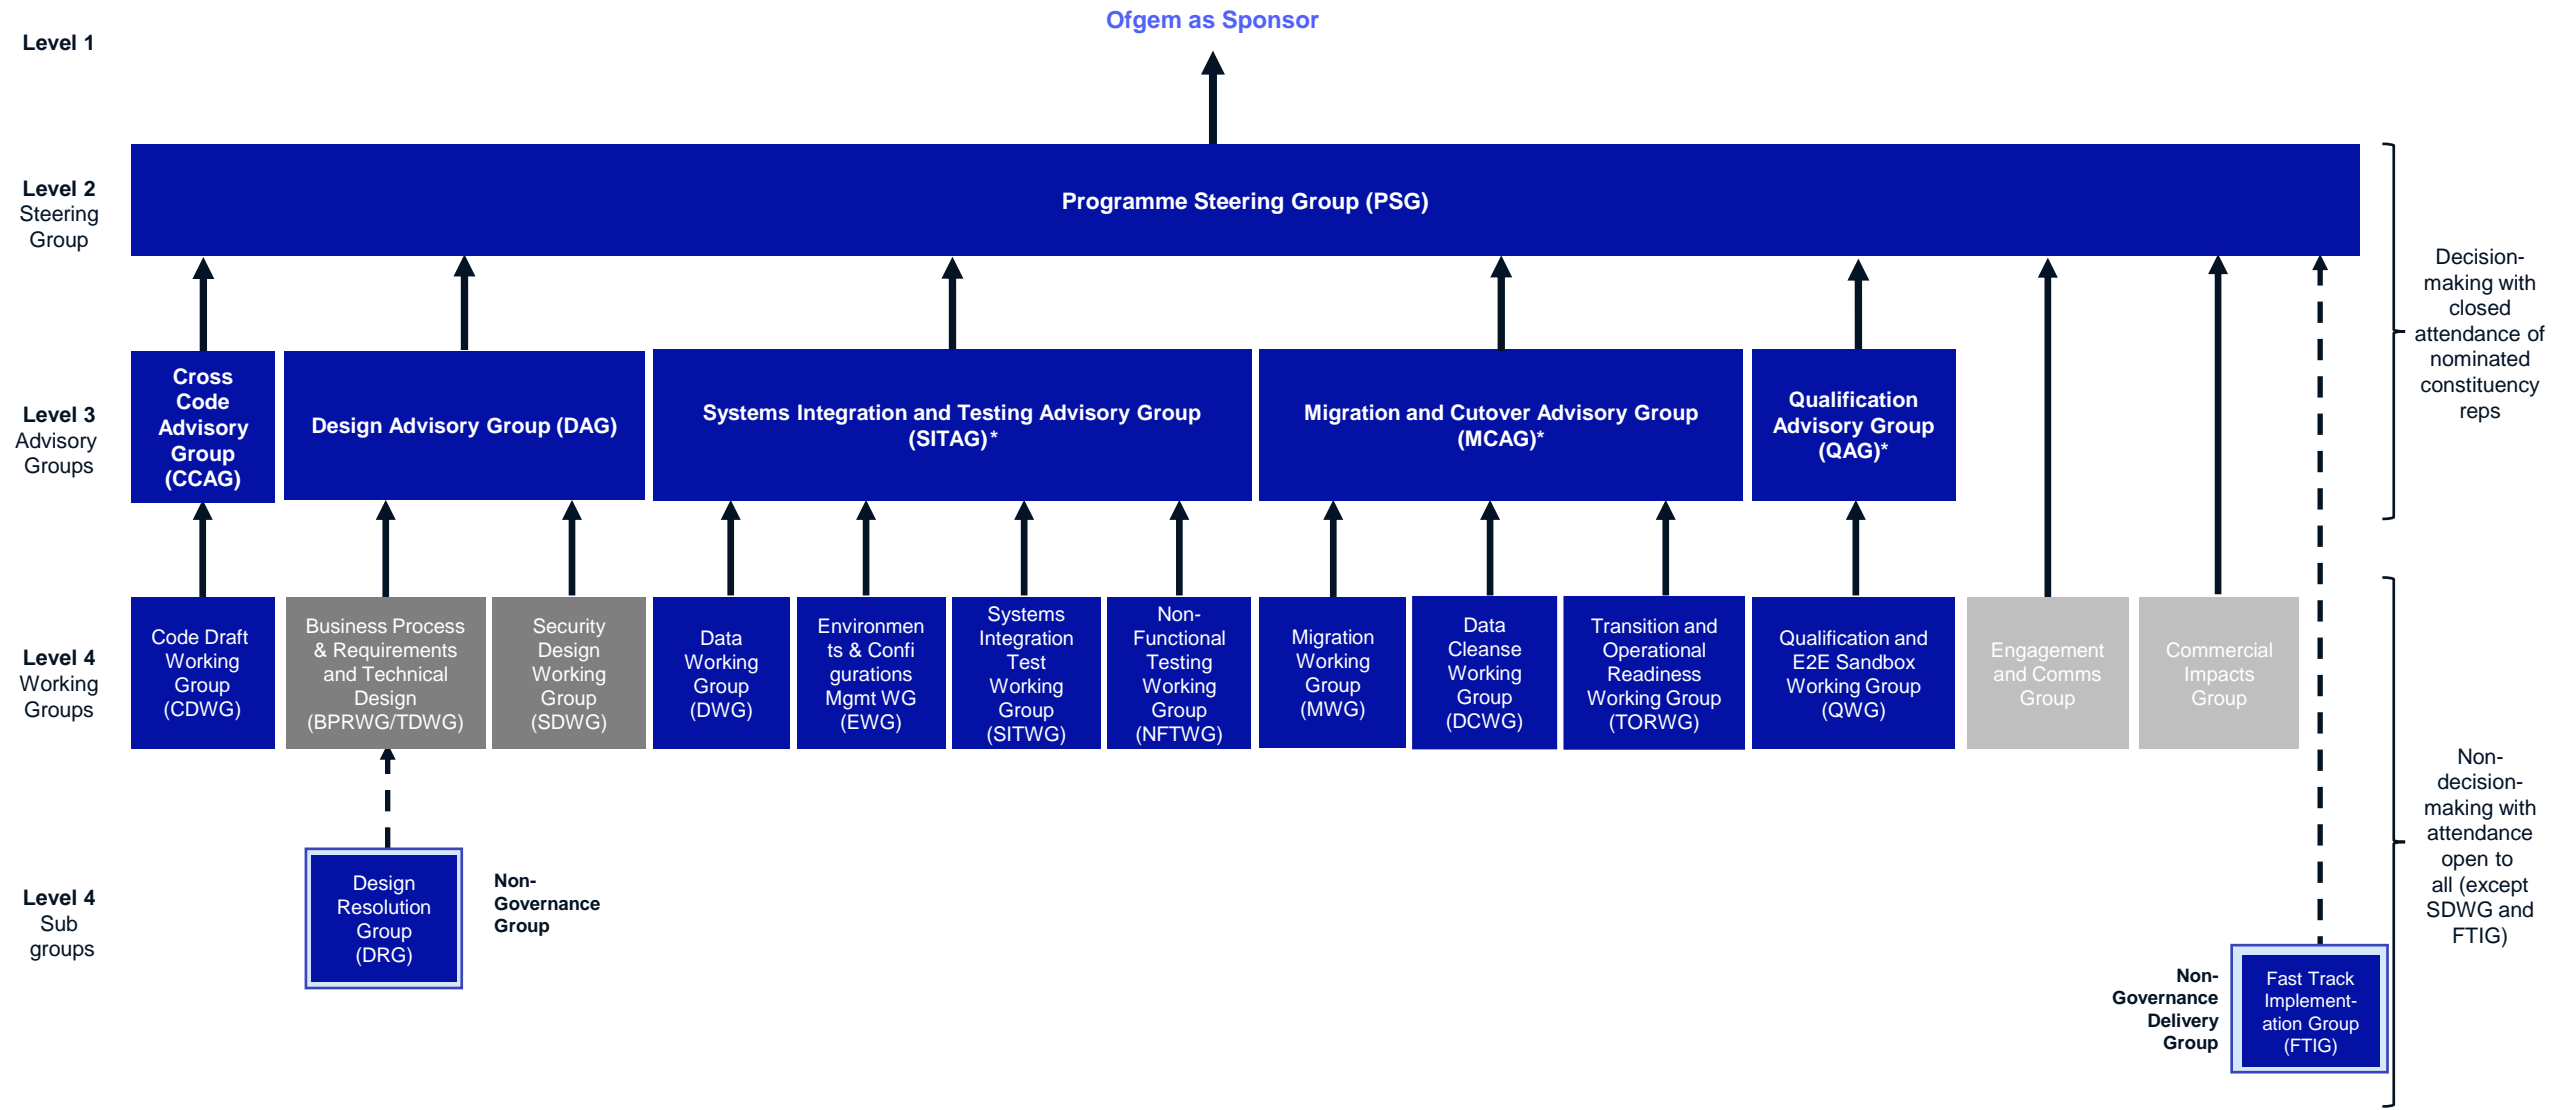 Ofgem as Sponsor
Level 1
Programme Steering Group (PSG)
Level 2
Steering
Group
Decision-
making with
closed
attendance of
nominated
constituency
reps
Level 3
Advisory
Groups
Cross
Code
Advisory
Group
(CCAG)
Design Advisory Group (DAG)
Systems Integration and Testing Advisory Group
(SITAG)*
Migration and Cutover Advisory Group
(MCAG)*
Qualification
Advisory Group
(QAG)*
Level 4
Working
Groups
Code Draft
Working
Group
(CDWG)
Business Process
& Requirements
and Technical
Design
(BPRWG/TDWG)
Security
Design
Working
Group
(SDWG)
Data
Working
Group
(DWG)
Environmen
ts & Confi
gurations
Mgmt WG
(EWG)
Systems
Integration
Test
Working
Group
(SITWG)
Non-
Functional
Testing
Working
Group
(NFTWG)
Migration
Working
Group
(MWG)
Data
Cleanse
Working
Group
(DCWG)
Transition and
Operational
Readiness
Working Group
(TORWG)
Qualification and
E2E Sandbox
Working Group
(QWG)
Engagement
and Comms
Group
Commercial
Impacts
Group
Non-
decision-
making with
attendance
open to
all (except
SDWG and
FTIG)
Level 4
Sub
groups
Design
Resolution
Group
(DRG)
Non-
Governance
Group
Non-
Governance
Delivery
Group
Fast Track
Implement-
ation Group
(FTIG)